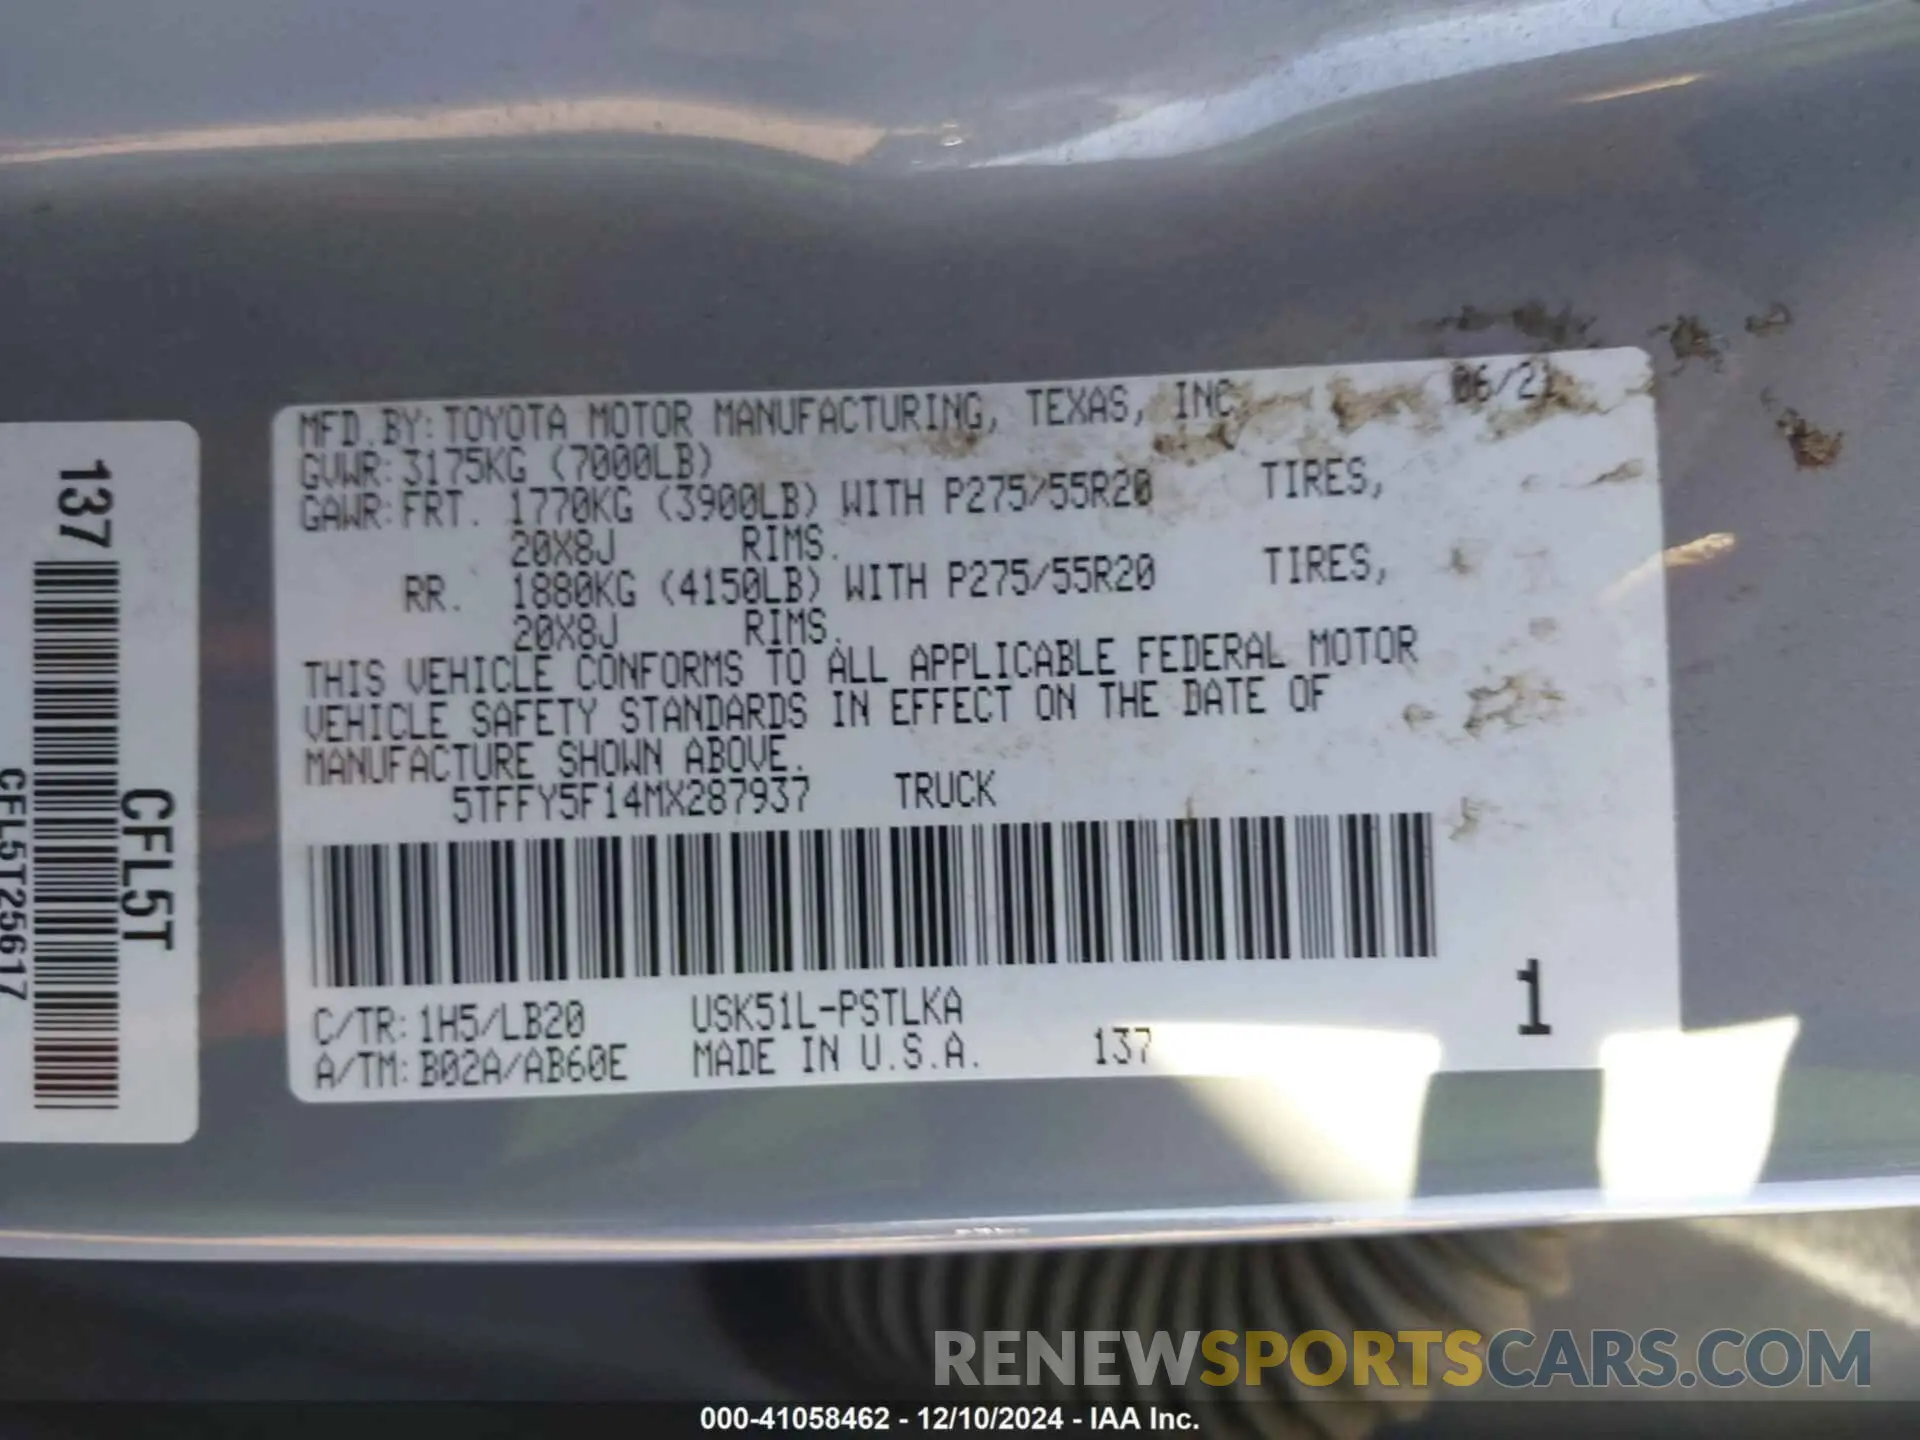 MFD. BY: TOYOTA MOTOR MANUFACTURING, TEXAS, INC. 06/21
GVWR: 3175KG (7000LB)
GAWR: FRT. 1770KG (3900LB) WITH P275/55R20 TIRES,
20X8J RIMS.
RR. 1880KG (4150LB) WITH P275/55R20 TIRES,
20X8J RIMS.
THIS VEHICLE CONFORMS TO ALL APPLICABLE FEDERAL MOTOR
VEHICLE SAFETY STANDARDS IN EFFECT ON THE DATE OF
MANUFACTURE SHOWN ABOVE.
5TFFY5F14MX287937 TRUCK
C/TR: 1H5/LB20 USK51L-PSTLKA
A/TM: B02A/AB60E MADE IN U.S.A. 137
1
137
CFL5T
CFL5T25617
RENEWSPORTSCARS.COM
000-41058462 - 12/10/2024 - IAA Inc.